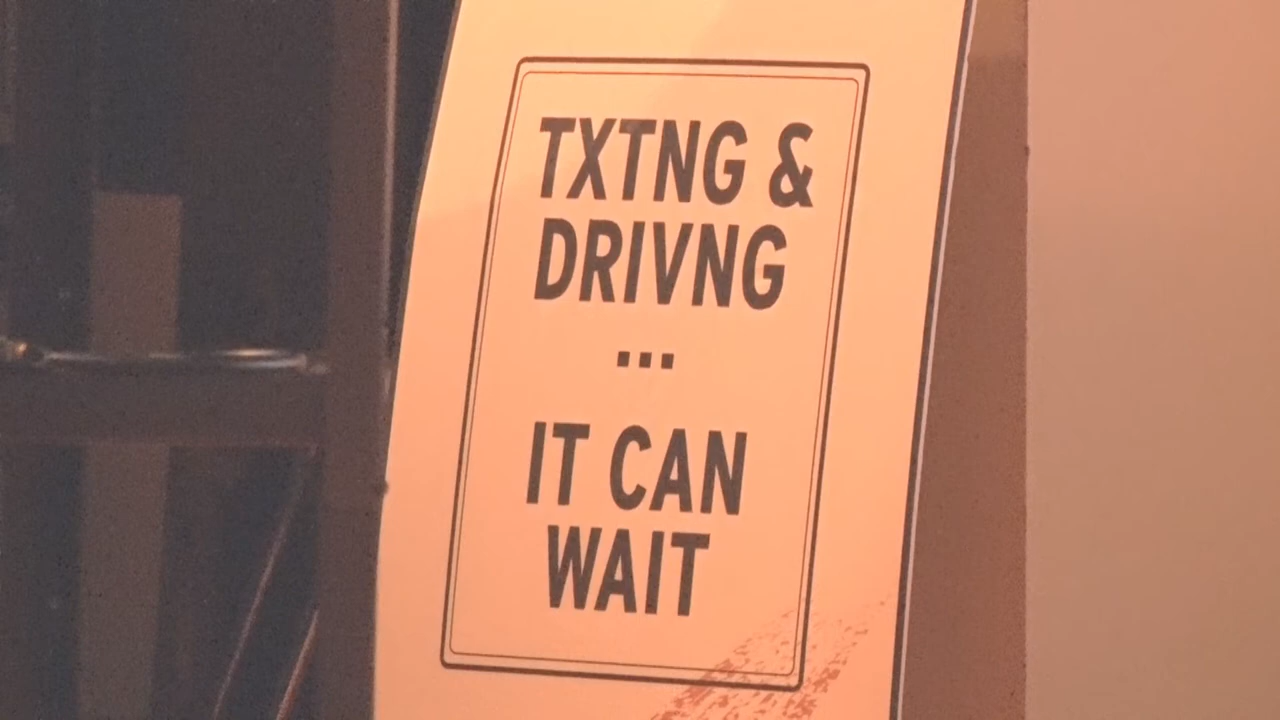 TXTNG &
DRIVNG
...
IT CAN
WAIT